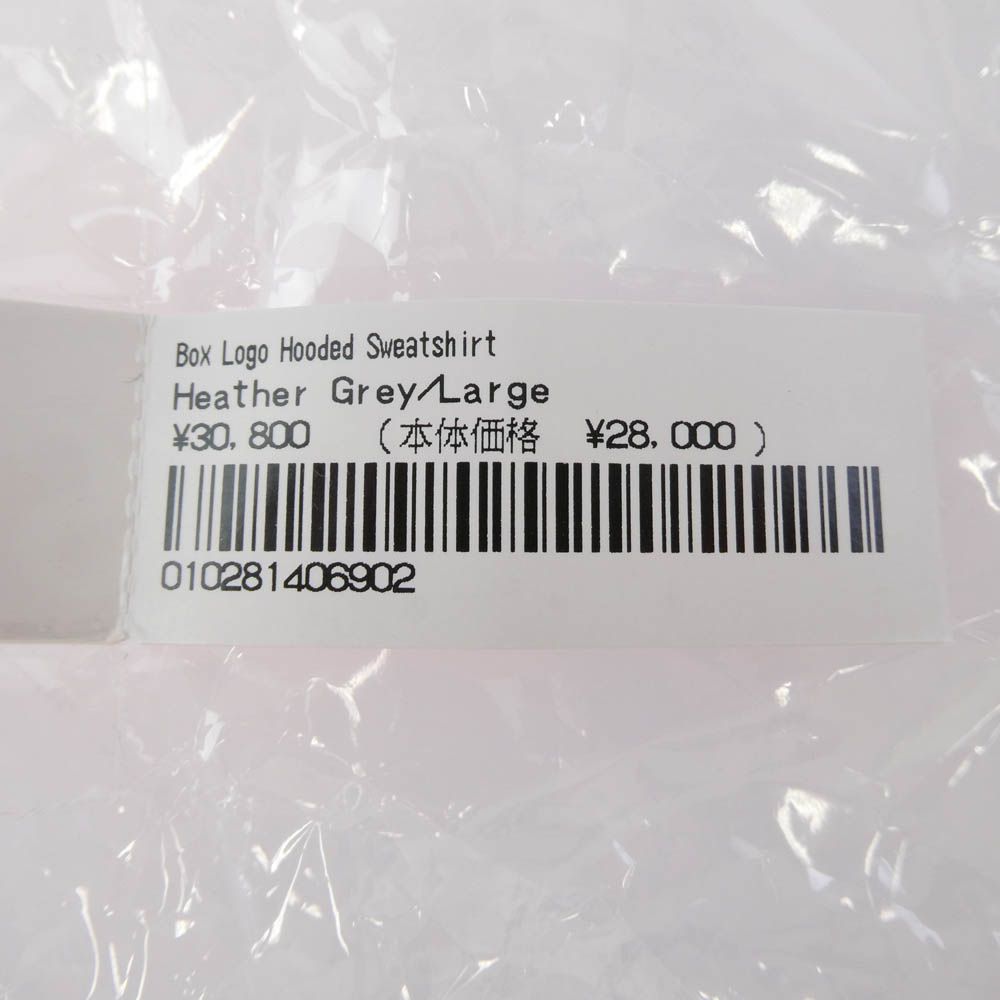 Box Logo Hooded Sweatshirt
Heather Grey/Large
¥30,800 (本体価格 ¥28,000)
010281406902